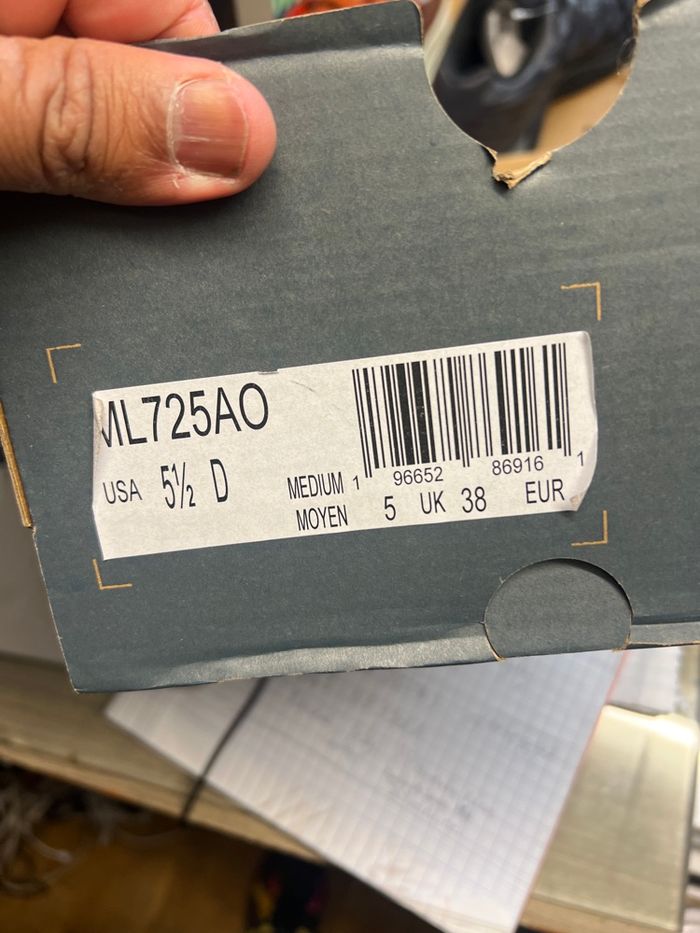 ML725AO
USA 5½ D
MEDIUM
MOYEN
1 96652 86916 1
5 UK 38 EUR